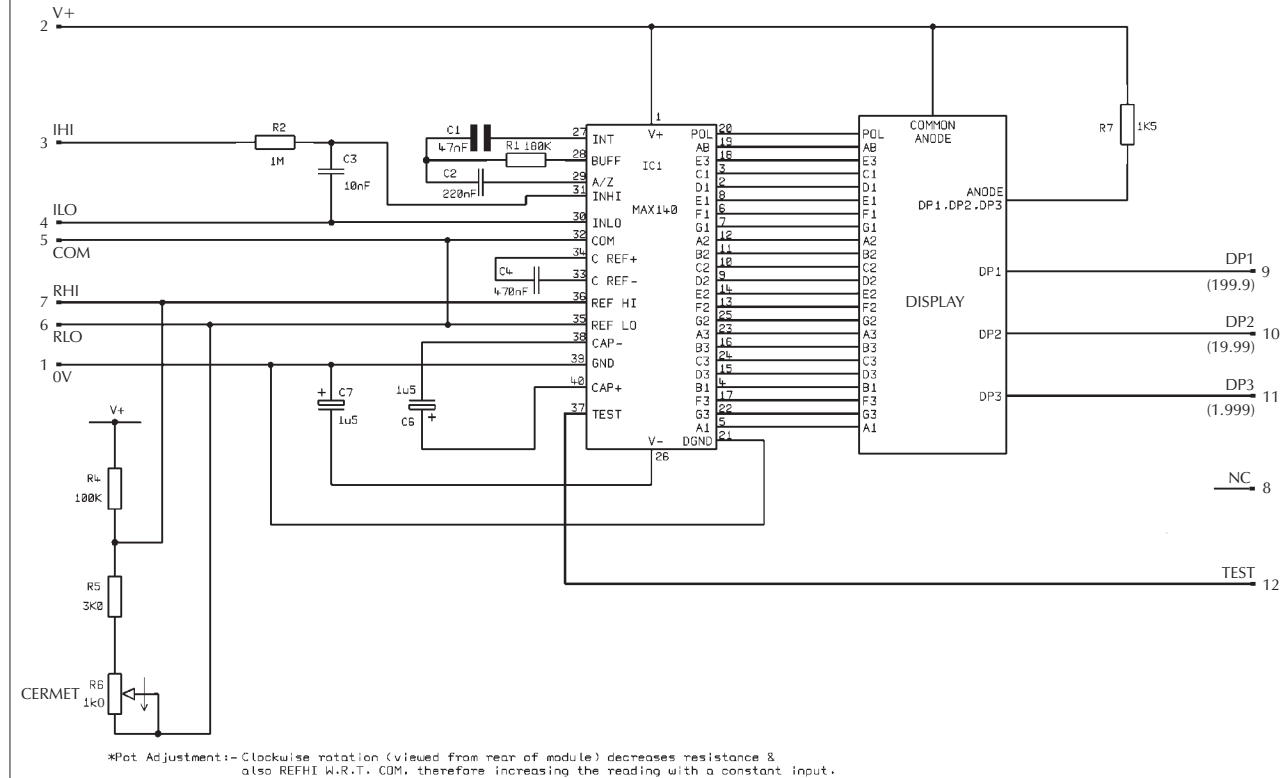 V+
2
IHI
3
R2
1M
C3
10nF
ILO
4
5
COM
RHI
7
6
RLO
1
0V
V+
R4
100K
R5
3K0
CERMET
R6
1k0
C1
47nF
R1 180K
C2
220nF
C4
470nF
+ C7
1u5
1u5
C6
+
1
V+
IC1
MAX140
27 INT
28 BUFF
29 A/Z
31 INHI
30 INLO
32 COM
34 C REF+
33 C REF-
36 REF HI
35 REF LO
38 CAP-
39 GND
40 CAP+
37 TEST
V-
26
POL 20
AB 19
E3 18
C1 3
D1 2
E1 8
F1 6
G1 7
A2 12
B2 11
C2 10
D2 9
E2 14
F2 13
G2 25
A3 23
B3 16
C3 24
D3 15
B1 4
F3 17
G3 22
A1 5
DGND 21
COMMON
ANODE
POL
AB
E3
C1
D1
E1
F1
G1
A2
B2
C2
D2
E2
F2
G2
A3
B3
C3
D3
B1
F3
G3
A1
ANODE
DP1.DP2.DP3
DP1
DISPLAY
DP2
DP3
R7
1K5
DP1
9
(199.9)
DP2
10
(19.99)
DP3
11
(1.999)
NC
8
TEST
12
*Pot Adjustment:- Clockwise rotation (viewed from rear of module) decreases resistance &
also REFHI W.R.T. COM. therefore increasing the reading with a constant input.